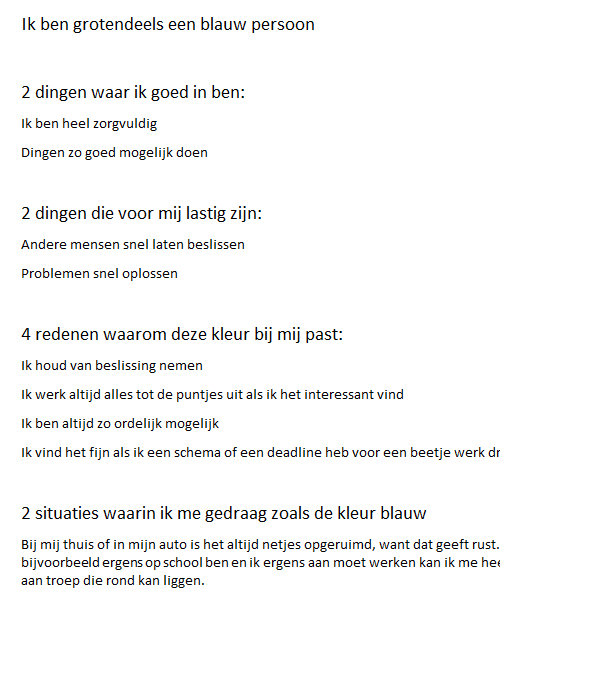 Ik ben grotendeels een blauw persoon
2 dingen waar ik goed in ben:
Ik ben heel zorgvuldig
Dingen zo goed mogelijk doen
2 dingen die voor mij lastig zijn:
Andere mensen snel laten beslissen
Problemen snel oplossen
4 redenen waarom deze kleur bij mij past:
Ik houd van beslissing nemen
Ik werk altijd alles tot de puntjes uit als ik het interessant vind
Ik ben altijd zo ordelijk mogelijk
Ik vind het fijn als ik een schema of een deadline heb voor een beetje werk
2 situaties waarin ik me gedraag zoals de kleur blauw
Bij mij thuis of in mijn auto is het altijd netjes opgeruimd, want dat geeft rust.
bijvoorbeeld ergens op school ben en ik ergens aan moet werken kan ik me
aan troep die rond kan liggen.